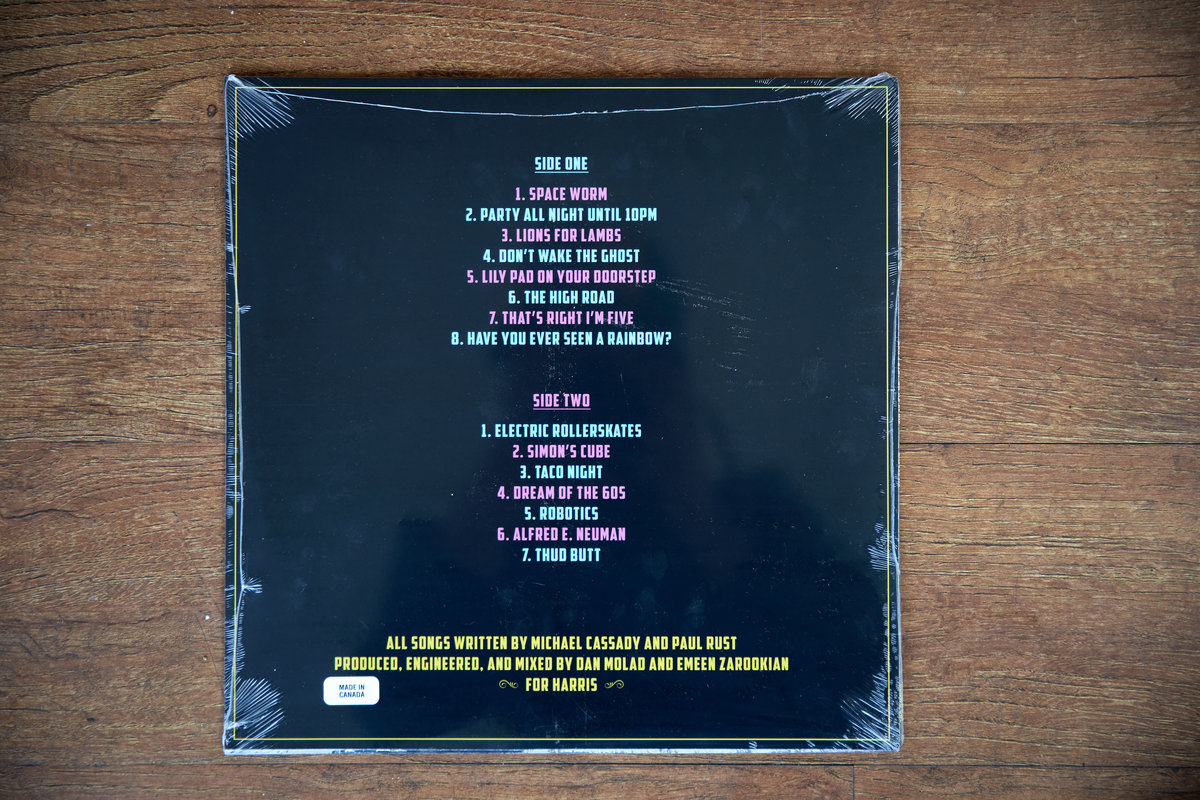 SIDE ONE
1. SPACE WORM
2. PARTY ALL NIGHT UNTIL 10PM
3. LIONS FOR LAMBS
4. DON'T WAKE THE GHOST
5. LILY PAD ON YOUR DOORSTEP
6. THE HIGH ROAD
7. THAT'S RIGHT I'M FIVE
8. HAVE YOU EVER SEEN A RAINBOW?
SIDE TWO
1. ELECTRIC ROLLERSKATES
2. SIMON'S CUBE
3. TACO NIGHT
4. DREAM OF THE 60S
5. ROBOTICS
6. ALFRED E. NEUMAN
7. THUD BUTT
ALL SONGS WRITTEN BY MICHAEL CASSADY AND PAUL RUST
PRODUCED, ENGINEERED, AND MIXED BY DAN MOLAD AND EMEEN ZAROOKIAN
FOR HARRIS
MADE IN
CANADA